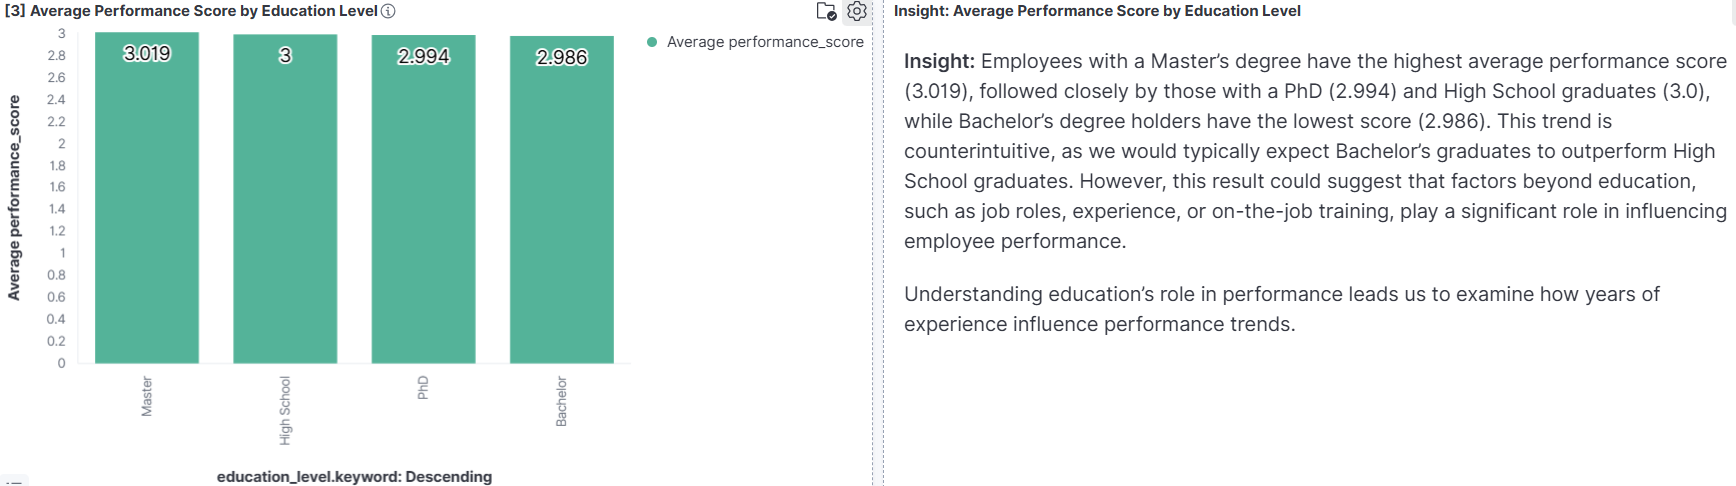 [3] Average Performance Score by Education Level
Average performance_score
3
2.8
2.6
2.4
2.2
2
1.8
1.6
1.4
1.2
1
0.8
0.6
0.4
0.2
0
3.019
3
2.994
2.986
Master
High School
PhD
Bachelor
education_level.keyword: Descending
Average performance_score
Insight: Average Performance Score by Education Level
Insight: Employees with a Master’s degree have the highest average performance score
(3.019), followed closely by those with a PhD (2.994) and High School graduates (3.0),
while Bachelor’s degree holders have the lowest score (2.986). This trend is
counterintuitive, as we would typically expect Bachelor’s graduates to outperform High
School graduates. However, this result could suggest that factors beyond education,
such as job roles, experience, or on-the-job training, play a significant role in influencing
employee performance.
Understanding education’s role in performance leads us to examine how years of
experience influence performance trends.